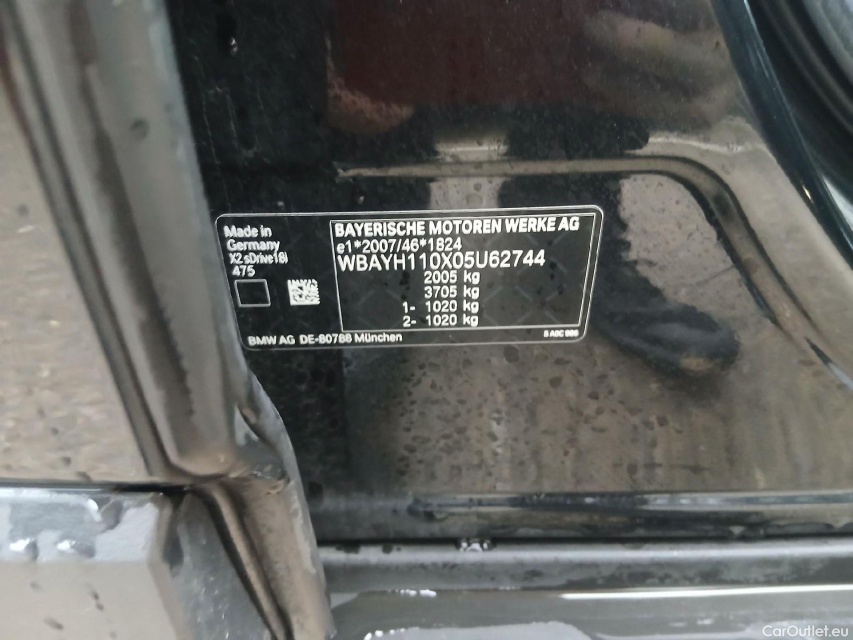 Made in
Germany
X2 sDrive18i
475
BAYERISCHE MOTOREN WERKE AG
e1*2007/46*1824
WBAYH110X05U62744
2005 kg
3705 kg
1- 1020 kg
2- 1020 kg
BMW AG DE-80788 München
CarOutlet.eu